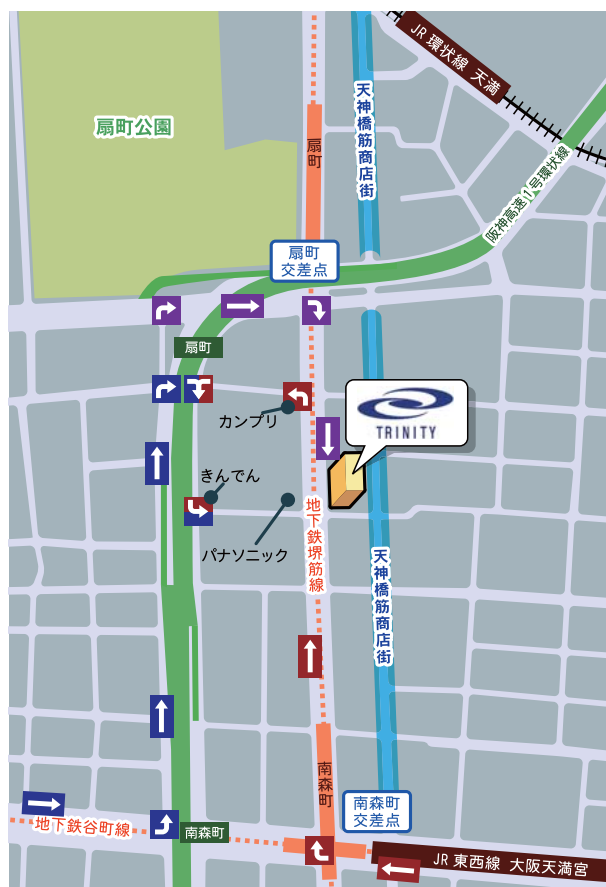 JR 環状線 天満
天神橋筋商店街
扇町公園
扇町
阪神高速1号環状線
扇町
交差点
扇町
TRINITY
カンプリ
きんでん
地下鉄堺筋線
パナソニック
天神橋筋商店街
南森町
南森町
交差点
地下鉄谷町線
南森町
JR 東西線 大阪天満宮